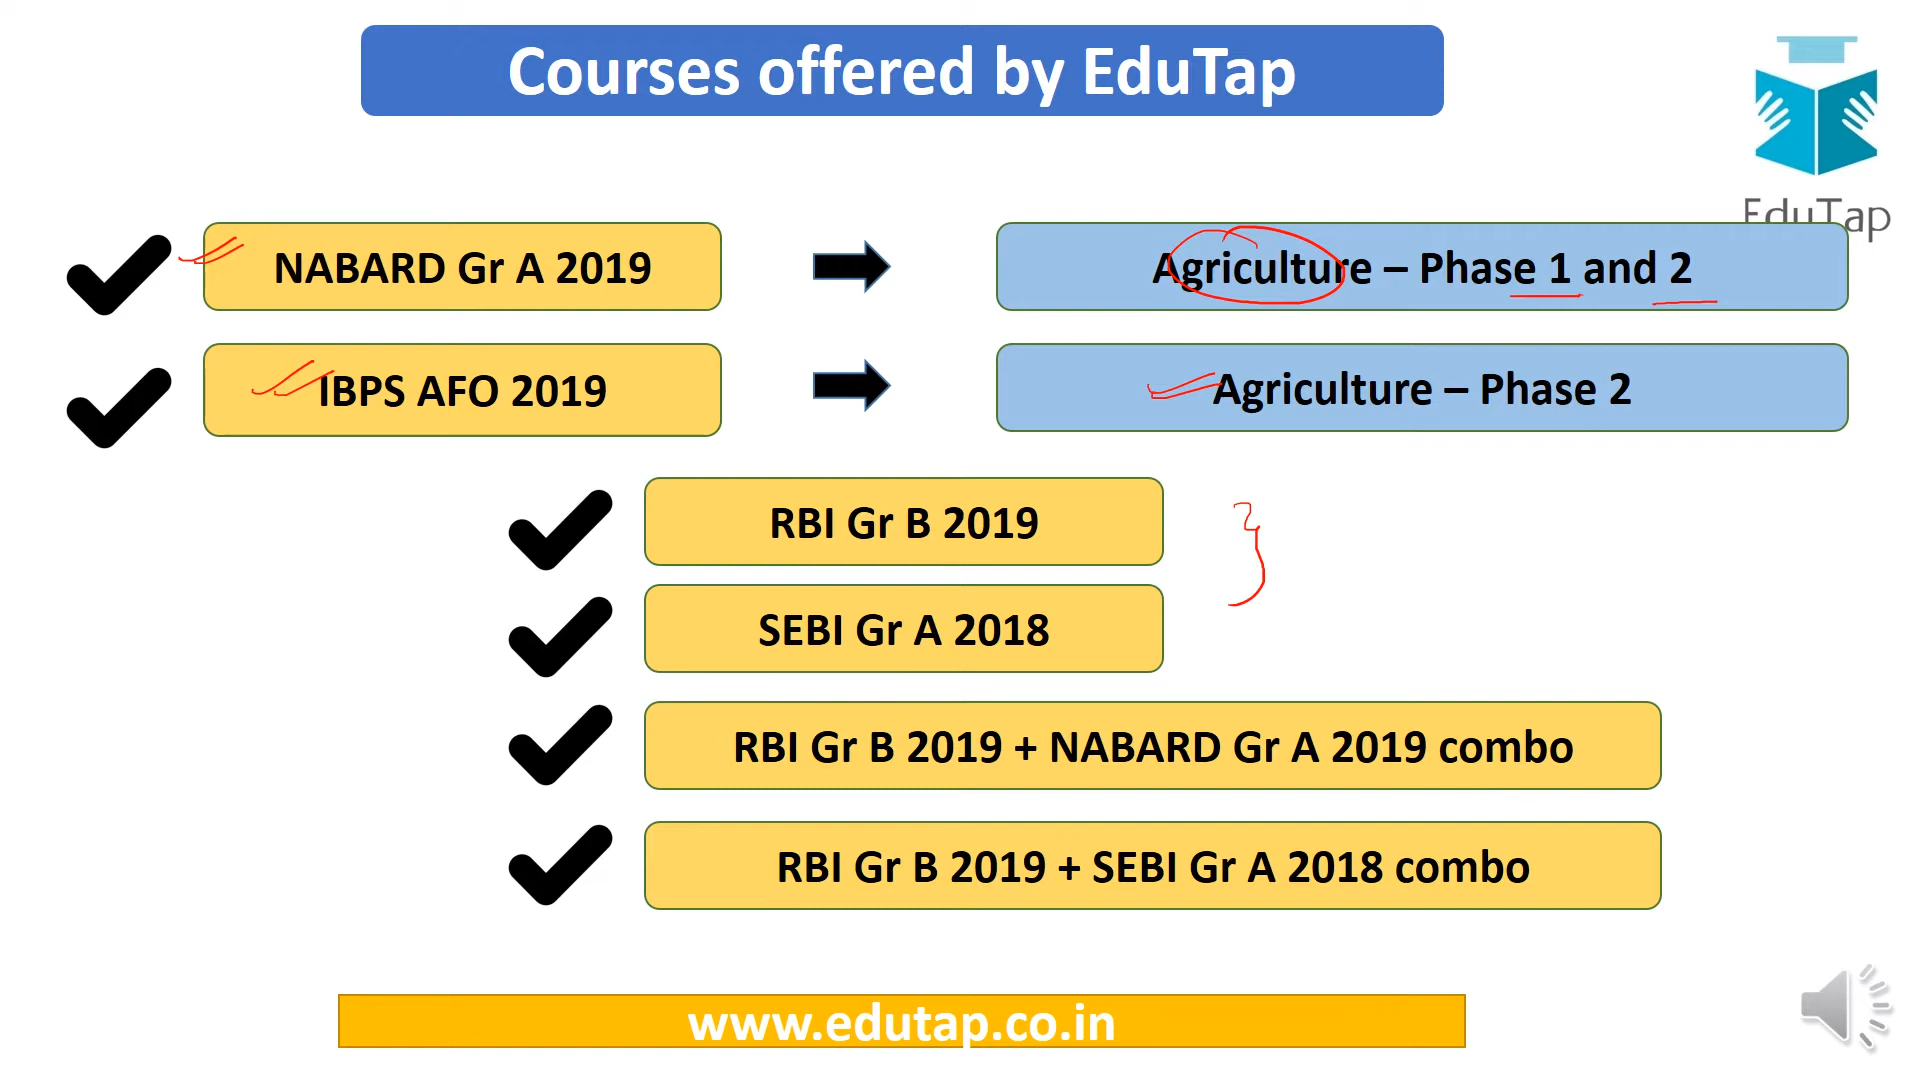 Courses offered by EduTap
EduTap
NABARD Gr A 2019
Agriculture – Phase 1 and 2
IBPS AFO 2019
Agriculture – Phase 2
RBI Gr B 2019
SEBI Gr A 2018
RBI Gr B 2019 + NABARD Gr A 2019 combo
RBI Gr B 2019 + SEBI Gr A 2018 combo
www.edutap.co.in